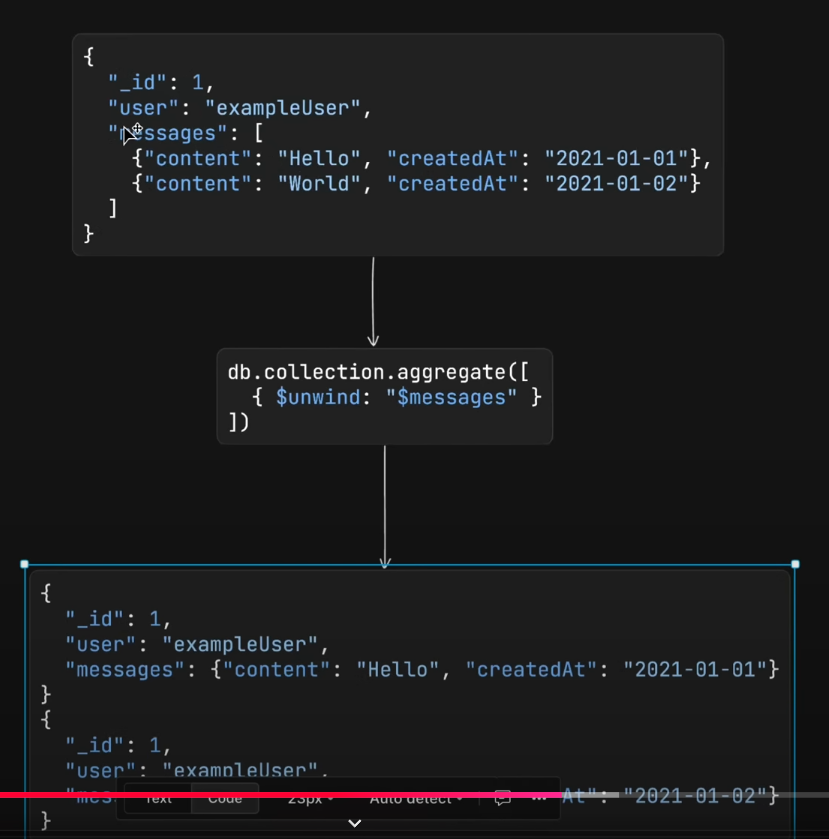 {
"_id": 1,
"user": "exampleUser",
"messages": [
{"content": "Hello", "createdAt": "2021-01-01"},
{"content": "World", "createdAt": "2021-01-02"}
]
}
db.collection.aggregate([
{ $unwind: "$messages" }
])
{
"_id": 1,
"user": "exampleUser",
"messages": {"content": "Hello", "createdAt": "2021-01-01"}
}
{
"_id": 1,
"user": "exampleUser",
At": "2021-01-02"}
}
Text Code 23px Auto detect